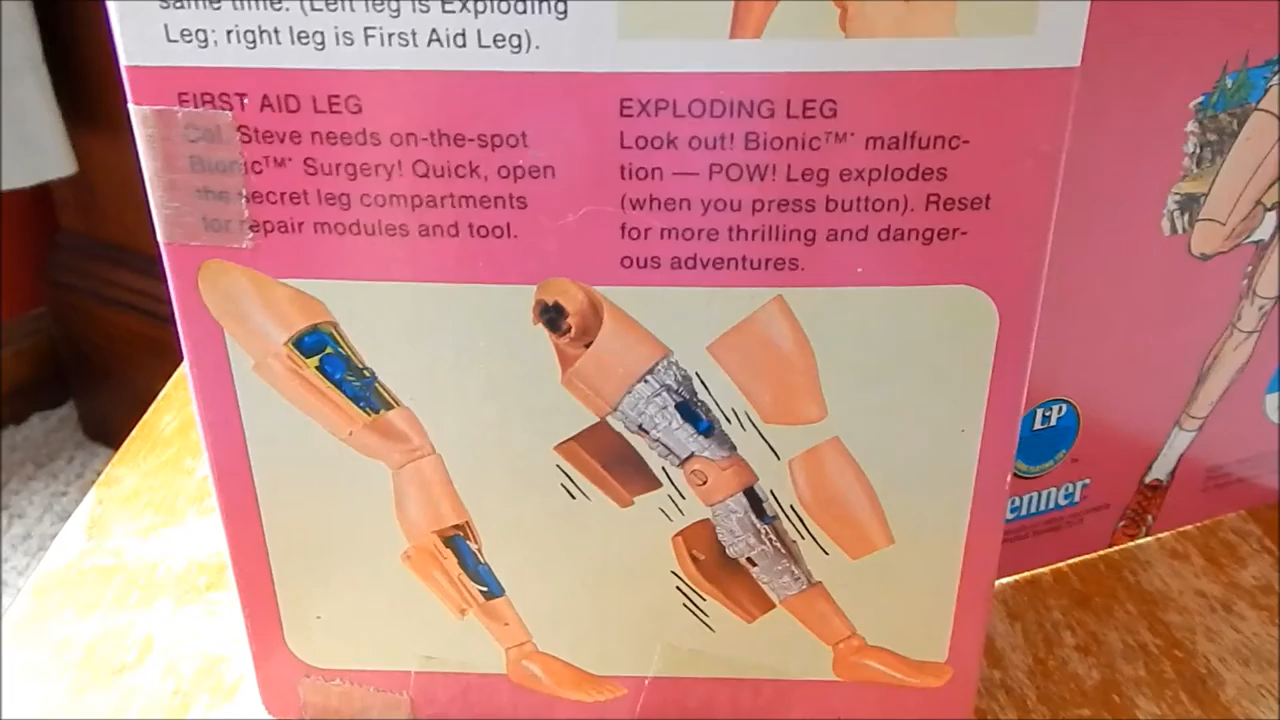 same time. (Left leg is Exploding
Leg; right leg is First Aid Leg).
FIRST AID LEG
Col. Steve needs on-the-spot
Bionic™* Surgery! Quick, open
the secret leg compartments
for repair modules and tool.
EXPLODING LEG
Look out! Bionic™* malfunc-
tion — POW! Leg explodes
(when you press button). Reset
for more thrilling and danger-
ous adventures.
LP
enner